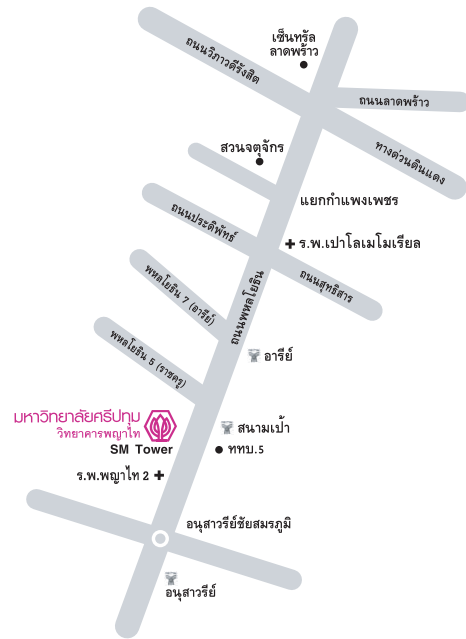 เซ็นทรัล
ลาดพร้าว
ถนนวิภาวดีรังสิต
ถนนลาดพร้าว
สวนจตุจักร
ทางด่วนดินแดง
แยกกำแพงเพชร
ถนนประดิพัทธ์
ร.พ.เปาโลเมโมเรียล
ถนนสุทธิสาร
พหลโยธิน 7 (อารีย์)
ถนนพหลโยธิน
พหลโยธิน 5 (ราชครู)
อารีย์
มหาวิทยาลัยศรีปทุม
วิทยาคารพญาไท
SM Tower
สนามเป้า
ททบ.5
ร.พ.พญาไท 2
อนุสาวรีย์ชัยสมรภูมิ
อนุสาวรีย์